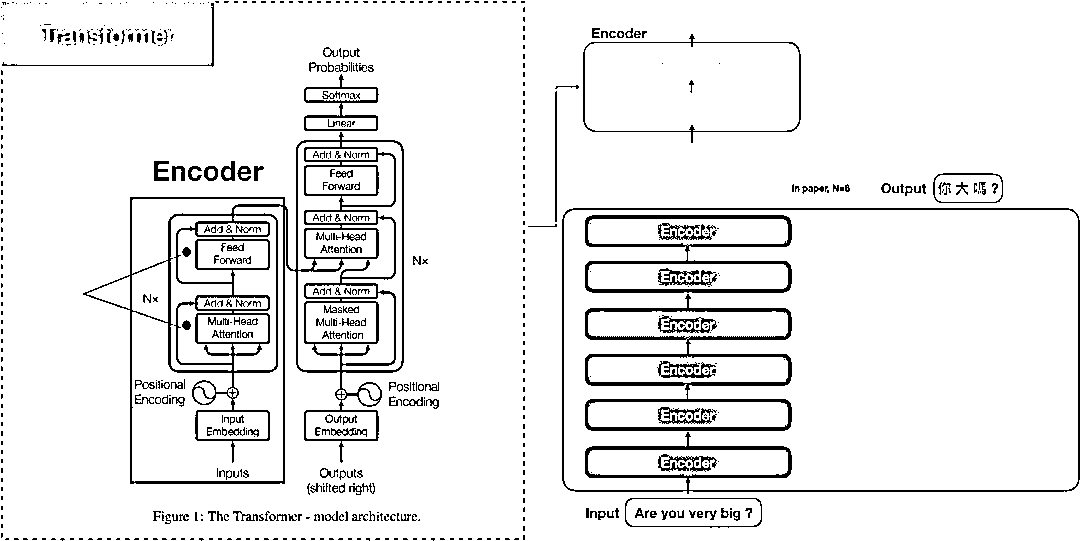 Transformer
Output
Probabilities
Softmax
Linear
Add & Norm
Feed
Forward
Add & Norm
Multi-Head
Attention
Nx
Add & Norm
Masked
Multi-Head
Attention
Positional
Encoding
Output
Embedding
Outputs
(shifted right)
Encoder
Add & Norm
Feed
Forward
Nx
Add & Norm
Multi-Head
Attention
Positional
Encoding
Input
Embedding
Inputs
Figure 1: The Transformer - model architecture.
Encoder
In paper, N=6
Output 你大嗎?
Encoder
Encoder
Encoder
Encoder
Encoder
Encoder
Input Are you very big ?